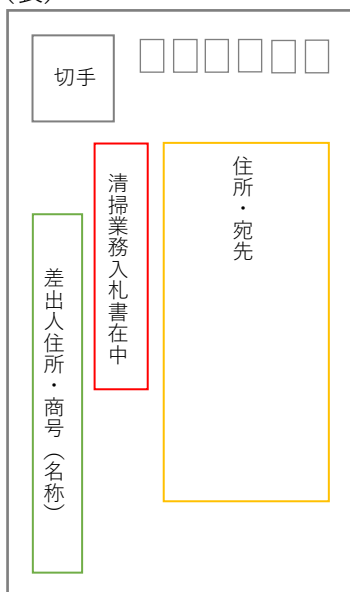 (表)
切手
住所・宛先
清掃業務入札書在中
差出人住所・商号（名称）